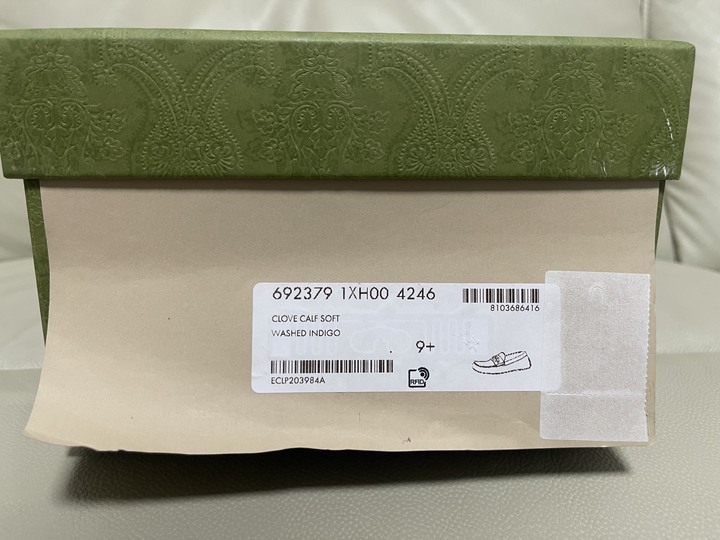 692379 1XH00 4246
8103686416
CLOVE CALF SOFT
WASHED INDIGO
9+
ECLP203984A
RFID